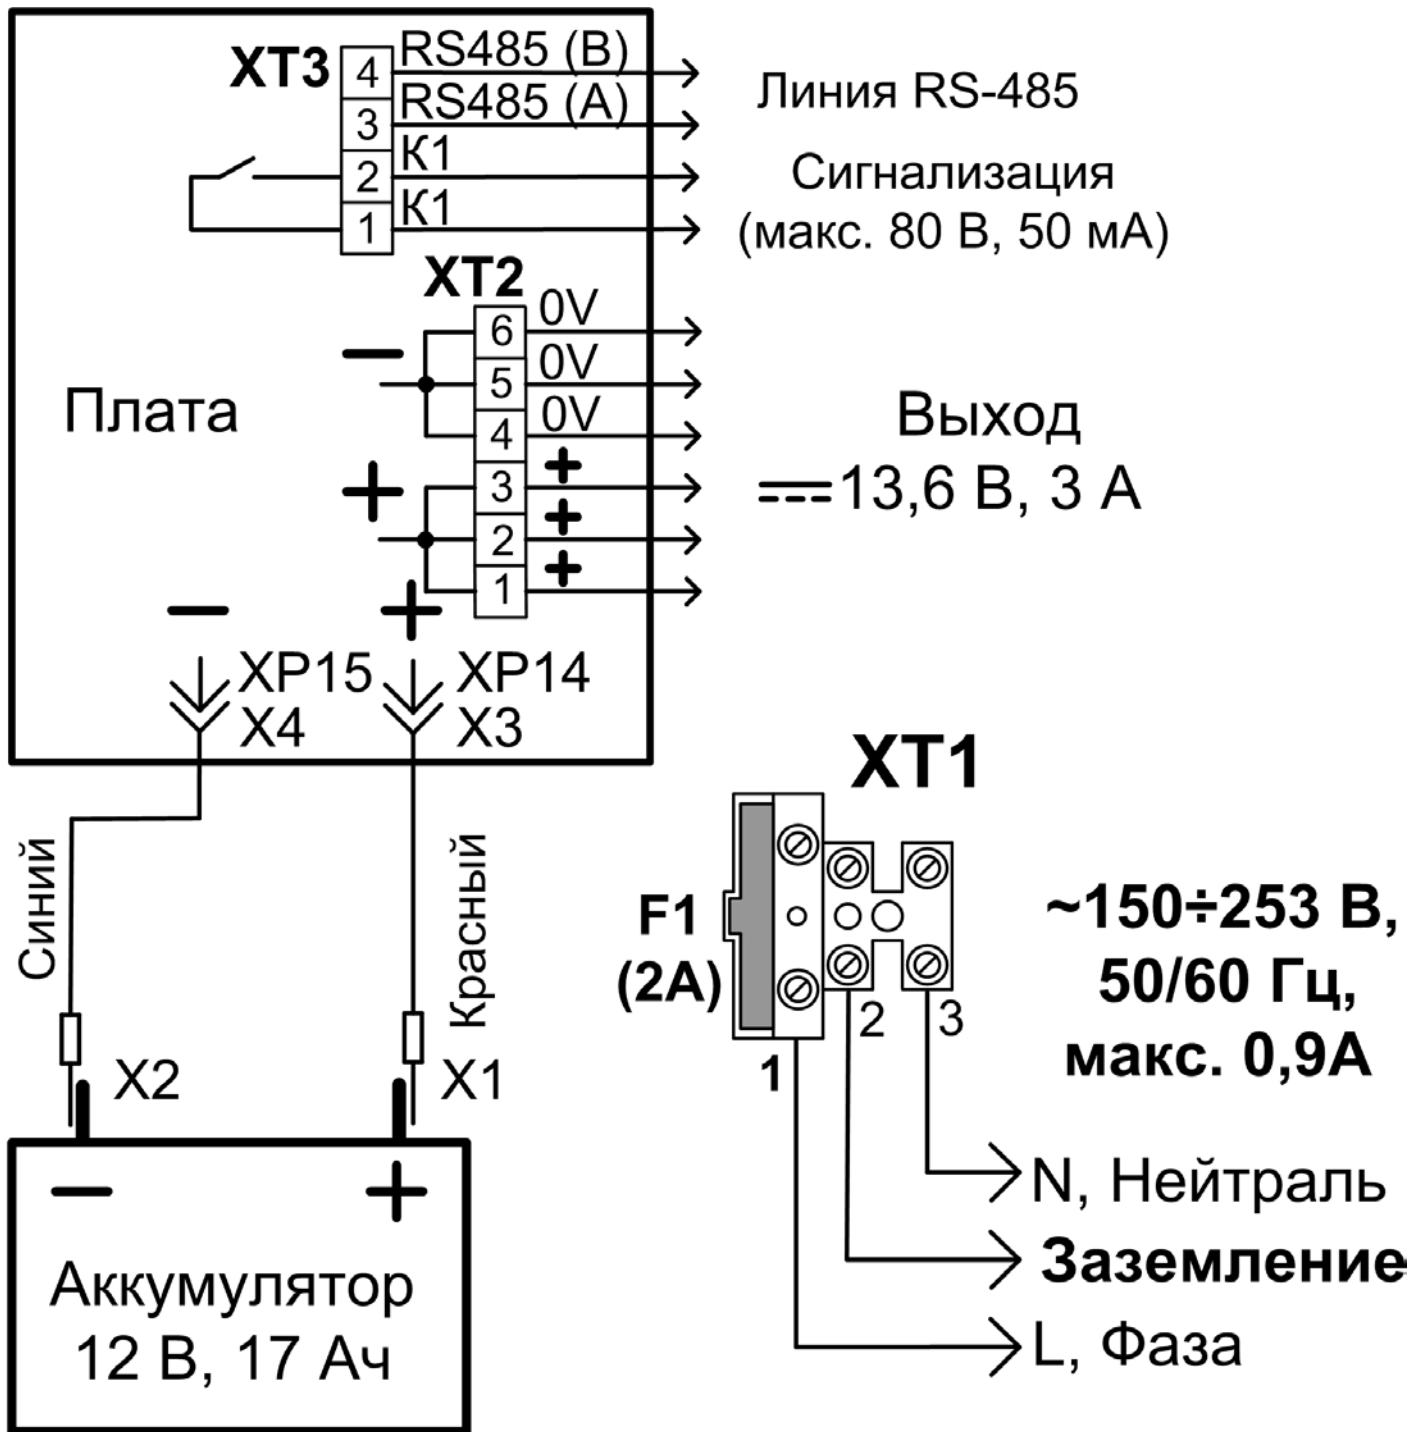 XT3
4
RS485 (B)
3
RS485 (A)
2
К1
1
К1
Линия RS-485
Сигнализация
(макс. 80 В, 50 мА)
XT2
6
0V
5
0V
4
0V
3
+
2
+
1
+
−
+
Плата
Выход
13,6 В, 3 А
−
+
XP15
X4
XP14
X3
Синий
Красный
X2
X1
−
+
Аккумулятор
12 В, 17 Ач
XT1
F1
(2А)
1
2
3
~150÷253 В,
50/60 Гц,
макс. 0,9А
N, Нейтраль
Заземление
L, Фаза